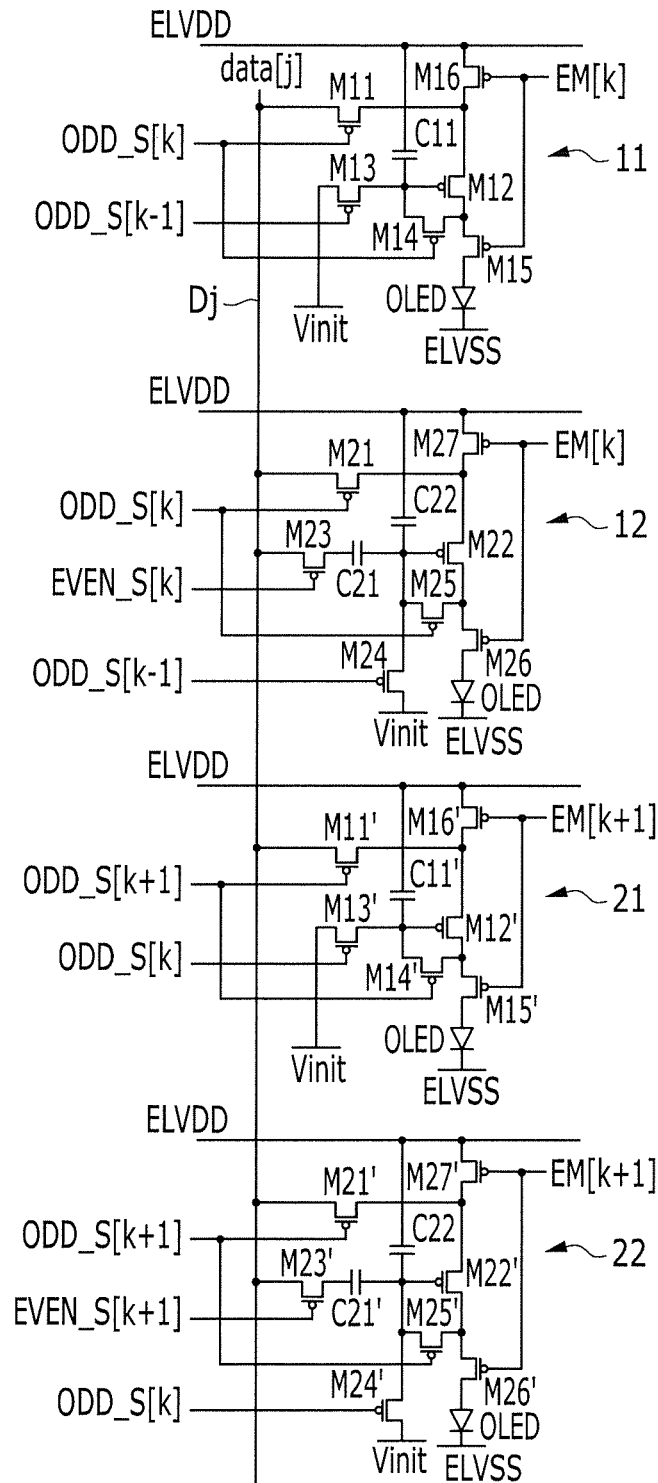 ELVDD
data[j]
M11
M16
EM[k]
ODD_S[k]
C11
11
M13
M12
ODD_S[k-1]
M14
M15
Dj
OLED
Vinit
ELVSS
ELVDD
M21
M27
EM[k]
ODD_S[k]
C22
12
M23
M22
EVEN_S[k]
C21
M25
M24
M26
ODD_S[k-1]
OLED
Vinit
ELVSS
ELVDD
M11'
M16'
EM[k+1]
ODD_S[k+1]
C11'
21
M13'
M12'
ODD_S[k]
M14'
M15'
OLED
Vinit
ELVSS
ELVDD
M21'
M27'
EM[k+1]
ODD_S[k+1]
C22
22
M23'
M22'
EVEN_S[k+1]
C21'
M25'
M24'
M26'
ODD_S[k]
OLED
Vinit
ELVSS